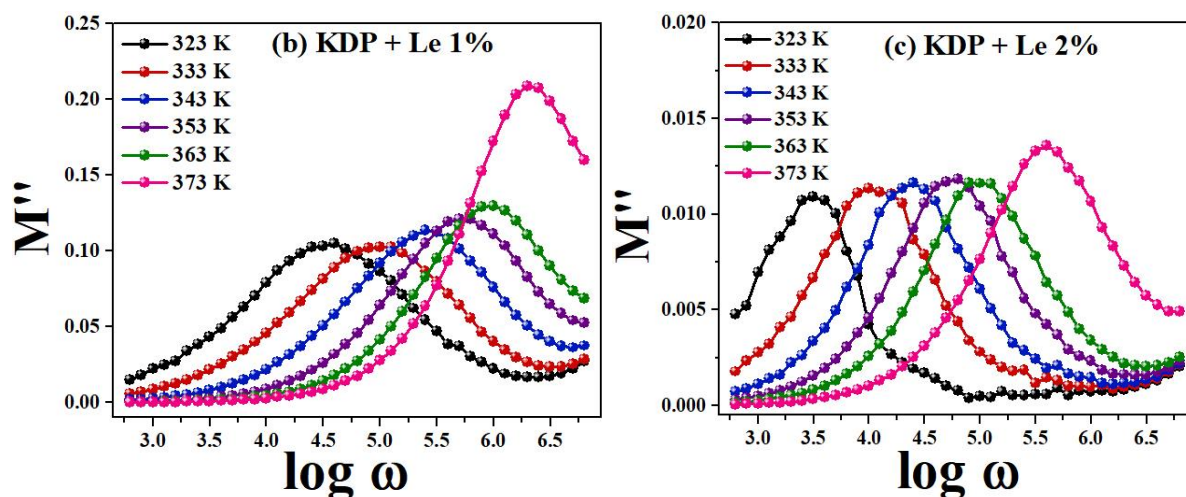 (b) KDP + Le 1%
M''
0.25
0.20
0.15
0.10
0.05
0.00
323 K
333 K
343 K
353 K
363 K
373 K
3.0 3.5 4.0 4.5 5.0 5.5 6.0 6.5
log ω
(c) KDP + Le 2%
M''
0.020
0.015
0.010
0.005
0.000
323 K
333 K
343 K
353 K
363 K
373 K
3.0 3.5 4.0 4.5 5.0 5.5 6.0 6.5
log ω